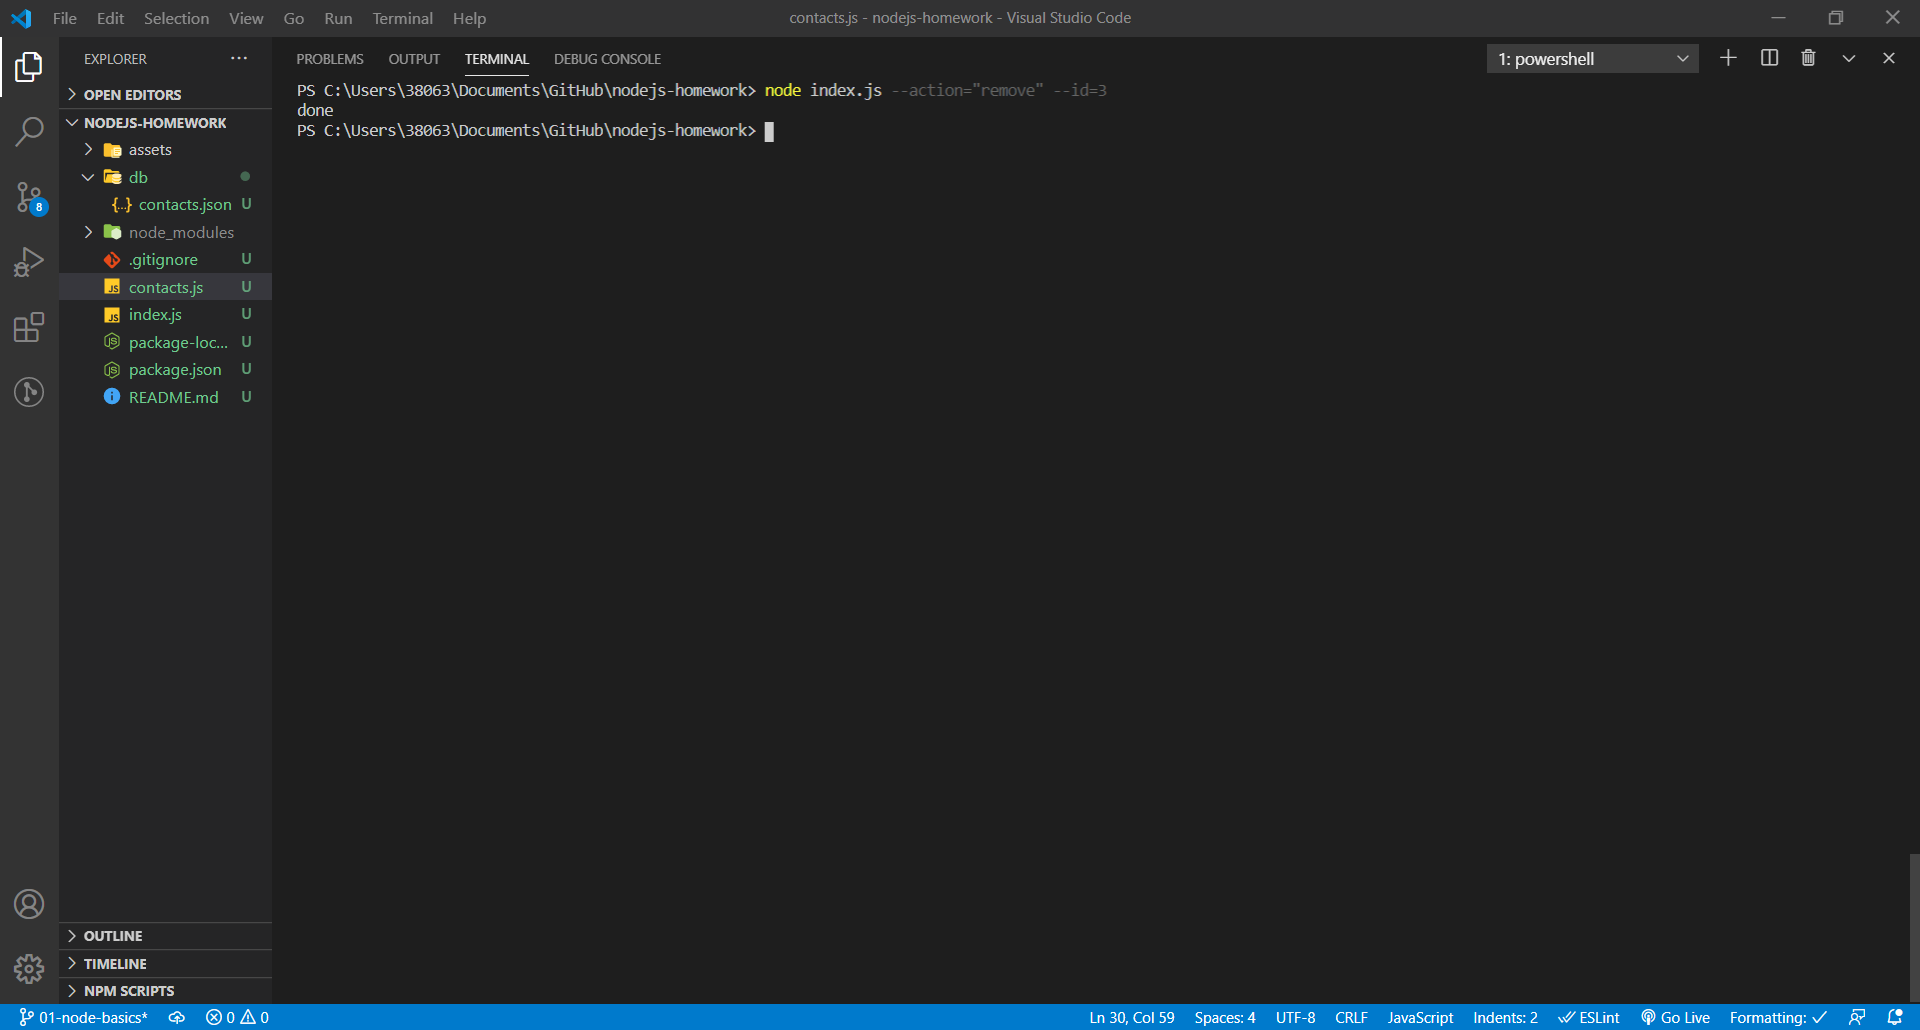 File Edit Selection View Go Run Terminal Help
contacts.js - nodejs-homework - Visual Studio Code
EXPLORER
OPEN EDITORS
NODEJS-HOMEWORK
assets
db
contacts.json U
node_modules
.gitignore U
contacts.js U
index.js U
package-loc... U
package.json U
README.md U
OUTLINE
TIMELINE
NPM SCRIPTS
8
PROBLEMS OUTPUT TERMINAL DEBUG CONSOLE
1: powershell
PS C:\Users\38063\Documents\GitHub\nodejs-homework> node index.js --action="remove" --id=3
done
PS C:\Users\38063\Documents\GitHub\nodejs-homework>
01-node-basics* 0 0
Ln 30, Col 59 Spaces: 4 UTF-8 CRLF JavaScript Indents: 2 ESLint Go Live Formatting: